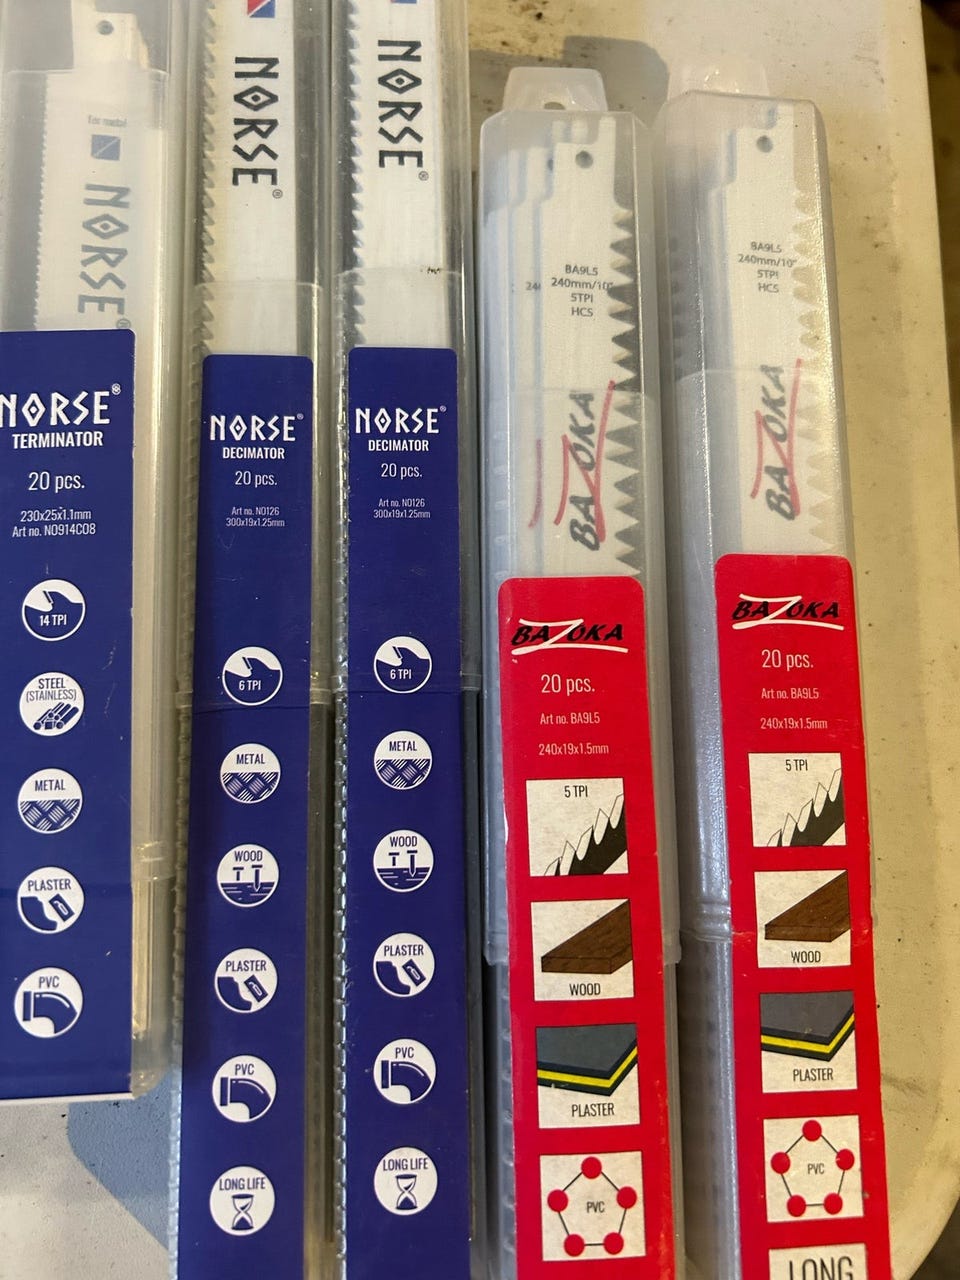 for metal
NORSE®
NORSE®
TERMINATOR
20 pcs.
230x25x1.1mm
Art no. NO914CO8
14 TPI
STEEL
(STAINLESS)
METAL
PLASTER
PVC
NORSE®
NORSE®
DECIMATOR
20 pcs.
Art no. NO126
300x19x1.25mm
6 TPI
METAL
WOOD
PLASTER
PVC
LONG LIFE
NORSE®
NORSE®
DECIMATOR
20 pcs.
Art no. NO126
300x19x1.25mm
6 TPI
METAL
WOOD
PLASTER
PVC
LONG LIFE
BA9L5
24 240mm/10"
5TPI
HCS
BAZOKA
BAZOKA
20 pcs.
Art no. BA9L5
240x19x1.5mm
5 TPI
WOOD
PLASTER
PVC
BA9L5
240mm/10"
5TPI
HCS
BAZOKA
BAZOKA
20 pcs.
Art no. BA9L5
240x19x1.5mm
5 TPI
WOOD
PLASTER
PVC
LONG